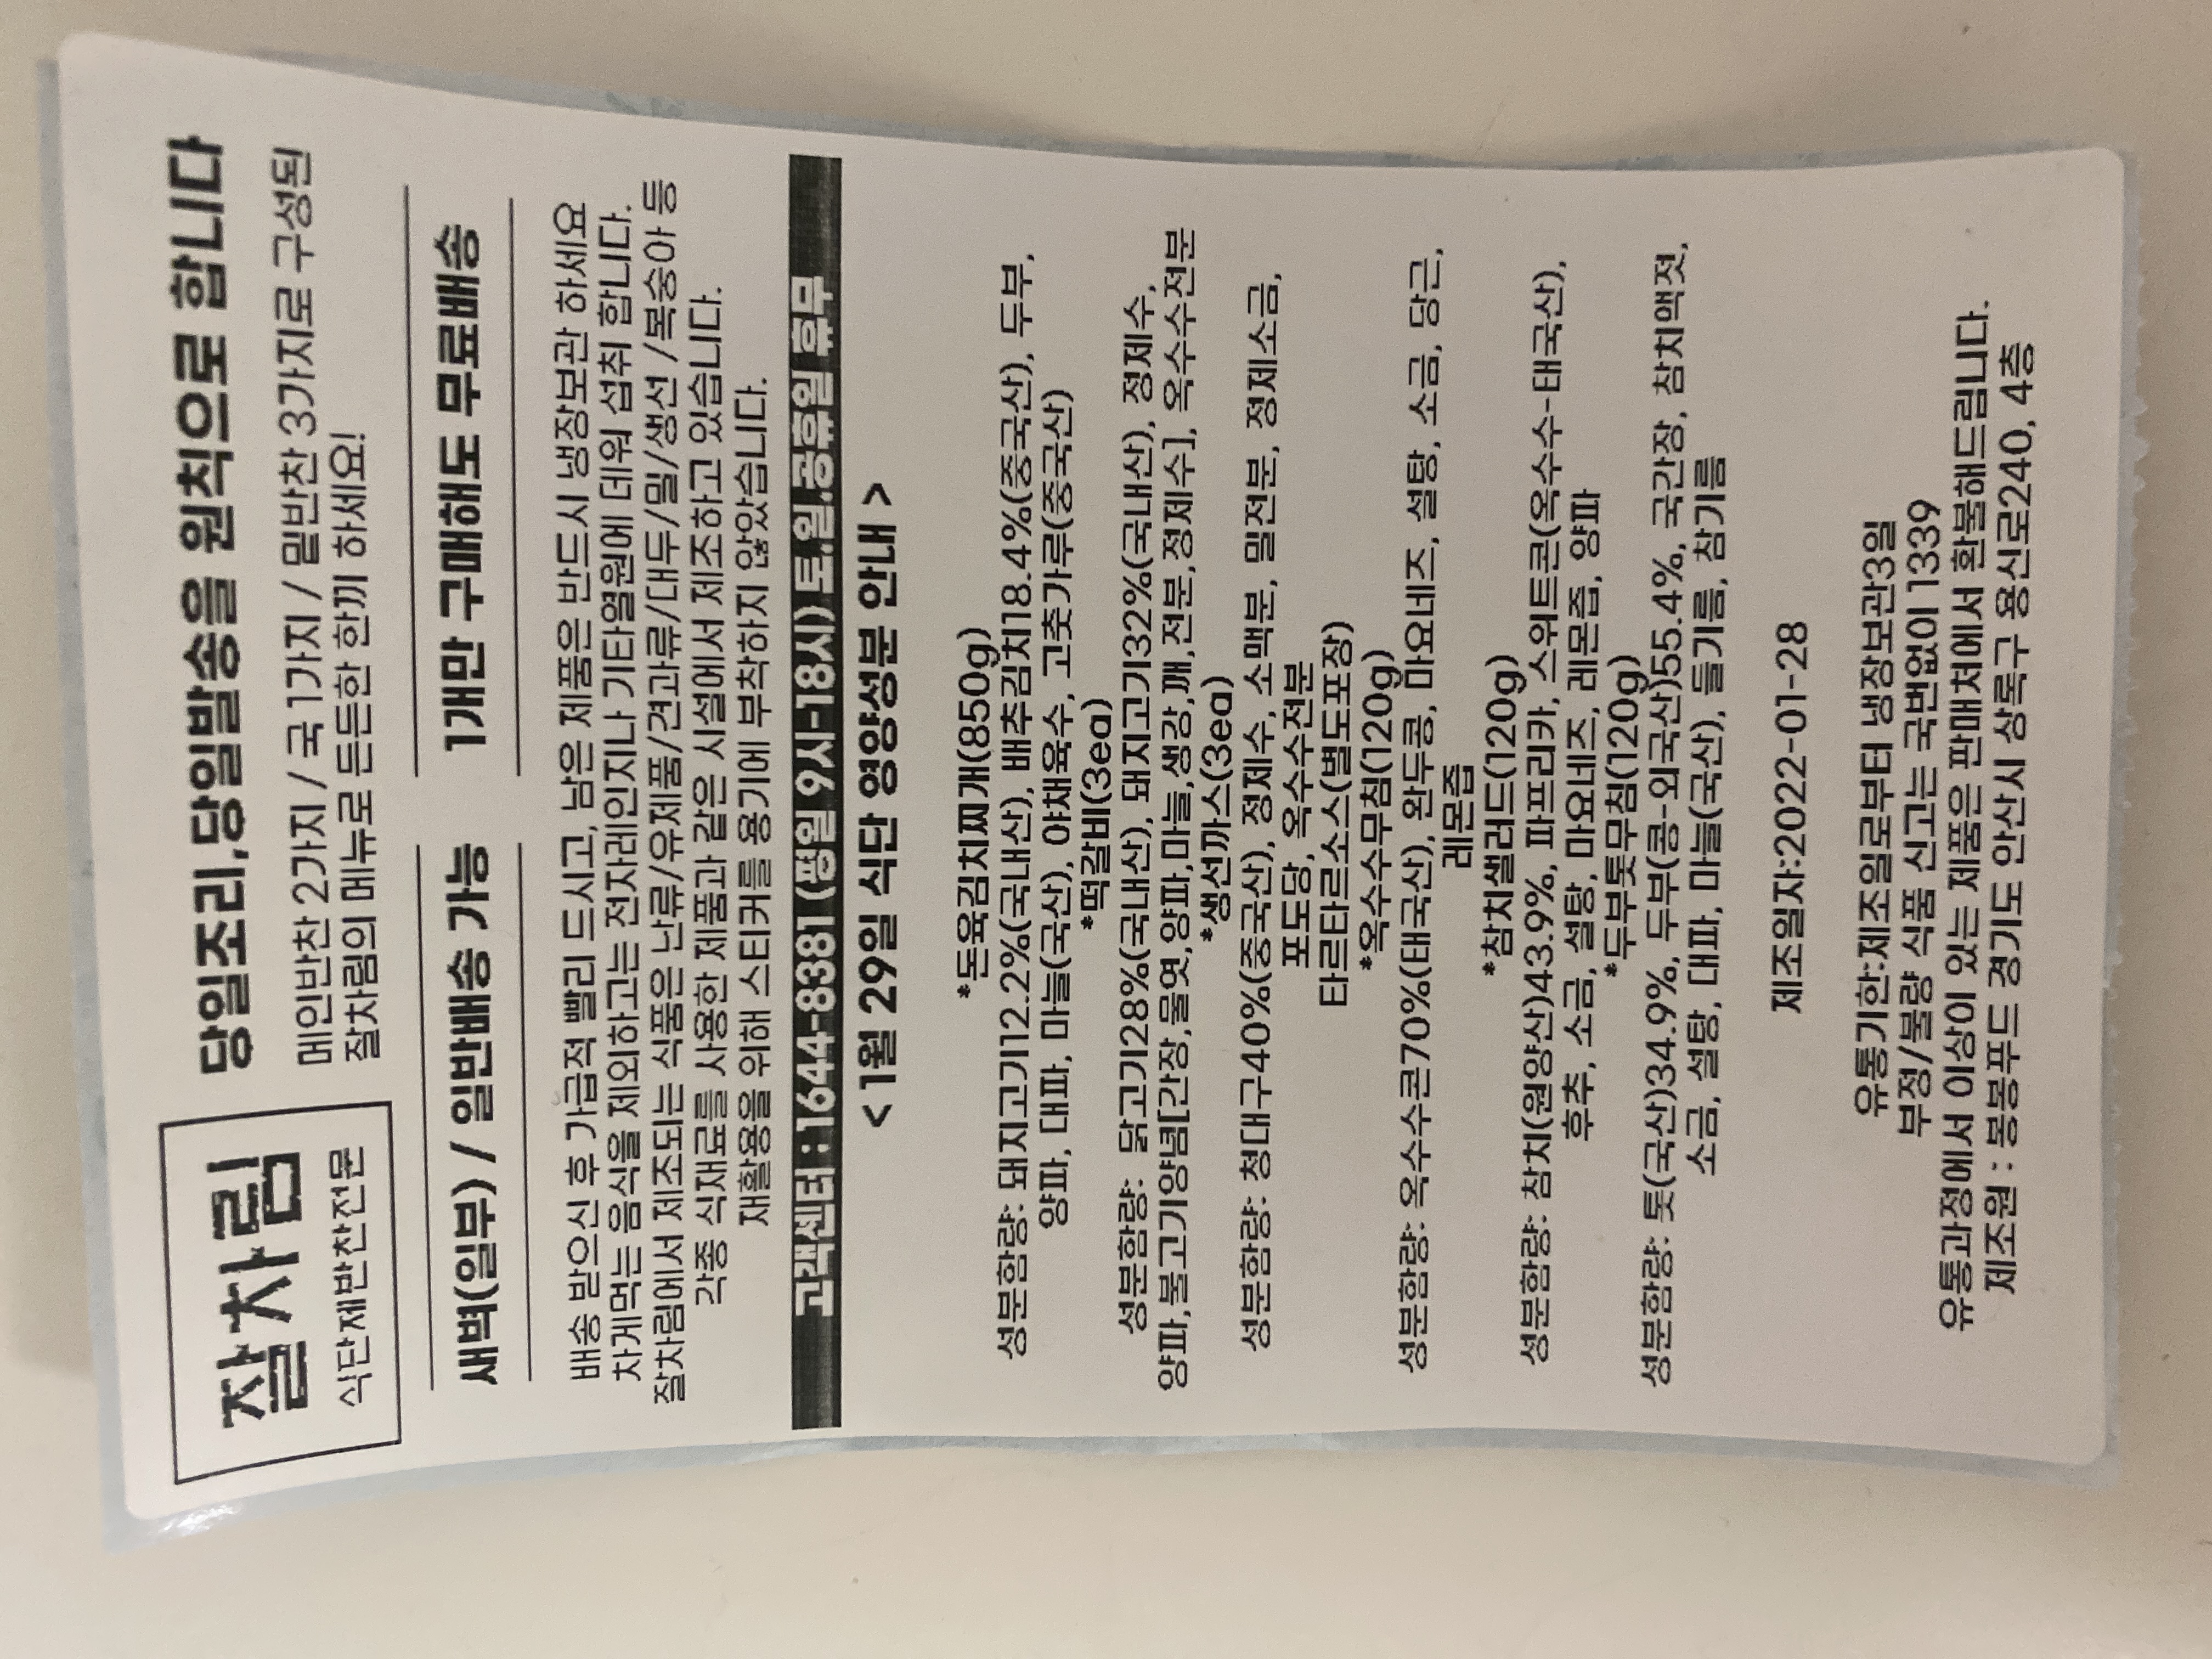 잘차림
식단제반찬전문
당일조리,당일발송을 원칙으로 합니다
메인반찬 2가지 / 국 1가지 / 밑반찬 3가지로 구성된
잘차림의 메뉴로 든든한 한끼 하세요!
새벽(일부) / 일반배송 가능
1개만 구매해도 무료배송
배송 받으신 후 가급적 빨리 드시고, 남은 제품은 반드시 냉장보관 하세요
차게먹는 음식을 제외하고는 전자레인지나 기타열원에 데워 섭취 합니다.
잘차림에서 제조되는 식품은 난류/유제품/견과류/대두/밀/생선 /복숭아 등
각종 식재료를 사용한 제품과 같은 시설에서 제조하고 있습니다.
재활용을 위해 스티커를 용기에 부착하지 않았습니다.
고객센터 : 1644-8381 (평일 9시-18시) 토,일,공휴일 휴무
< 1월 29일 식단 영양성분 안내 >
*돈육김치찌개(850g)
성분함량: 돼지고기12.2%(국내산), 배추김치18.4%(중국산), 두부,
양파, 대파, 마늘(국산), 야채육수, 고춧가루(중국산)
*떡갈비(3ea)
성분함량: 닭고기28%(국내산), 돼지고기32%(국내산), 정제수,
양파,불고기양념[간장,물엿,양파,마늘,생강,깨,전분,정제수], 옥수수전분
*생선까스(3ea)
성분함량: 청대구40%(중국산), 정제수, 소맥분, 밀전분, 정제소금,
포도당, 옥수수전분
타르타르소스(별도포장)
*옥수수무침(120g)
성분함량: 옥수수콘70%(태국산), 완두콩, 마요네즈, 설탕, 소금, 당근,
레몬즙
*참치샐러드(120g)
성분함량: 참치(원양산)43.9%, 파프리카, 스위트콘(옥수수-태국산),
후추, 소금, 설탕, 마요네즈, 레몬즙, 양파
*두부톳무침(120g)
성분함량: 톳(국산)34.9%, 두부(콩-외국산)55.4%, 국간장, 참치액젓,
소금, 설탕, 대파, 마늘(국산), 들기름, 참기름
제조일자:2022-01-28
유통기한:제조일로부터 냉장보관3일
부정/불량 식품 신고는 국번없이 1339
유통과정에서 이상이 있는 제품은 판매처에서 환불해드립니다.
제조원 : 봉봉푸드 경기도 안산시 상록구 용신로240, 4층